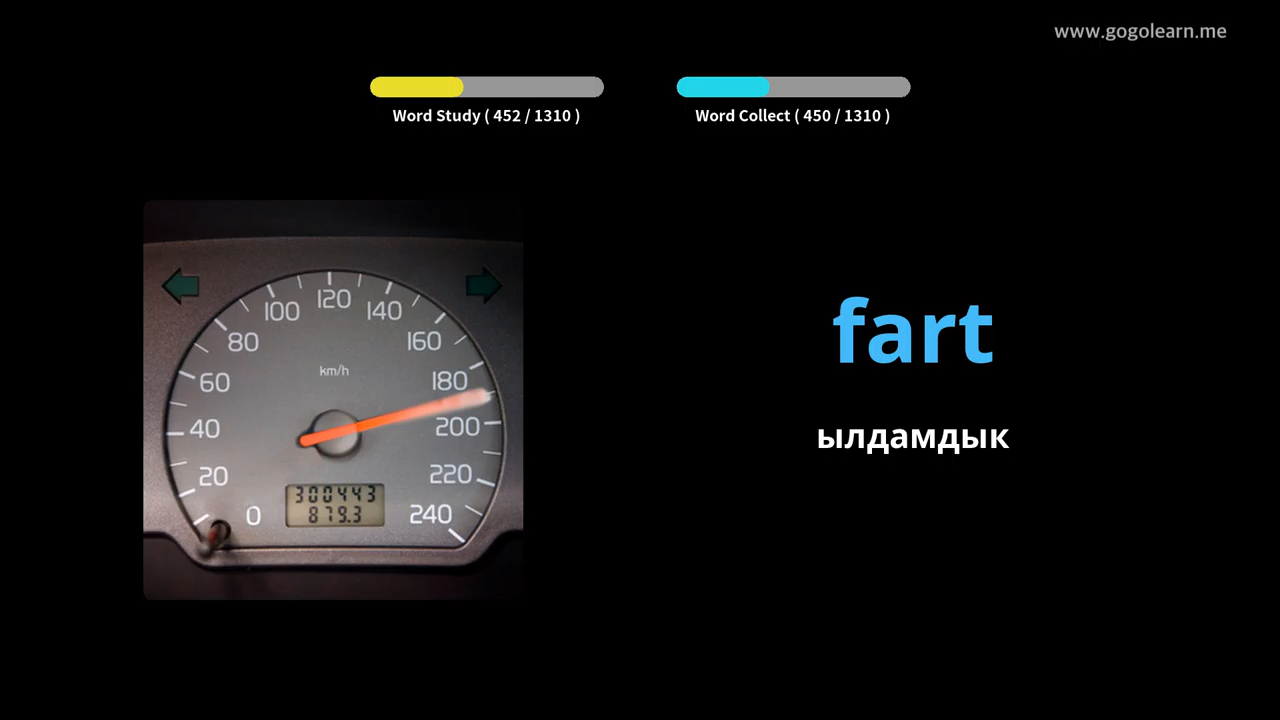 www.gogolearn.me
Word Study ( 452 / 1310 )
Word Collect ( 450 / 1310 )
120
100
140
80
160
km/h
60
180
40
200
20
220
300443
0
879.3
240
fart
ылдамдык